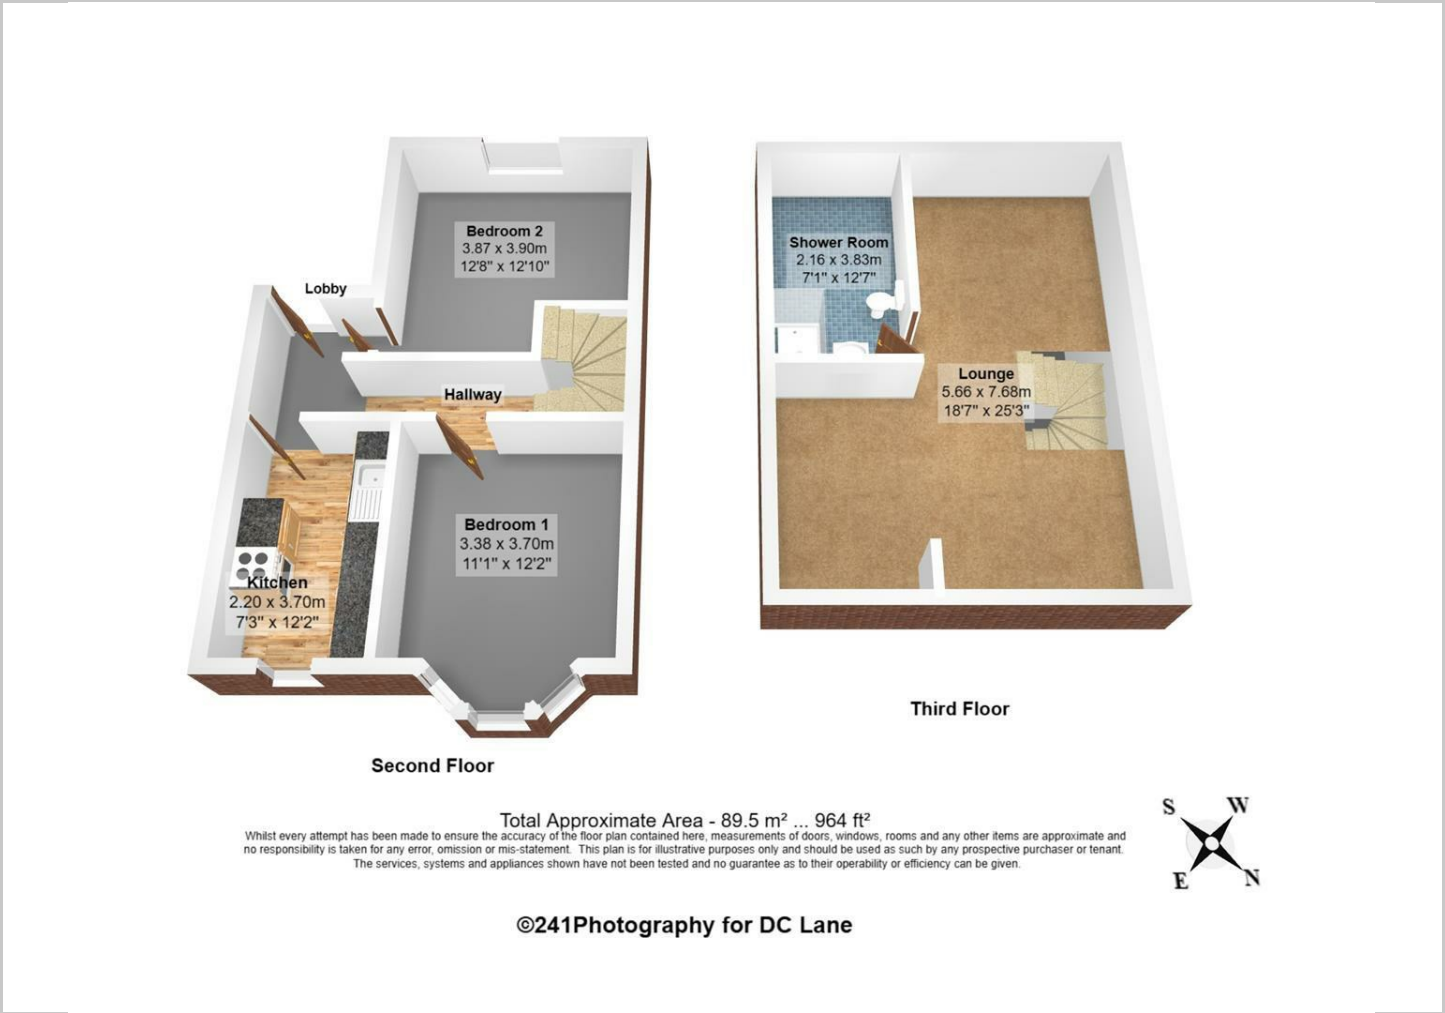 Bedroom 2
3.87 x 3.90m
12'8" x 12'10"
Lobby
Hallway
Bedroom 1
3.38 x 3.70m
11'1" x 12'2"
Kitchen
2.20 x 3.70m
7'3" x 12'2"
Second Floor
Shower Room
2.16 x 3.83m
7'1" x 12'7"
Lounge
5.66 x 7.68m
18'7" x 25'3"
Third Floor
Total Approximate Area - 89.5 m² ... 964 ft²
Whilst every attempt has been made to ensure the accuracy of the floor plan contained here, measurements of doors, windows, rooms and any other items are approximate and
no responsibility is taken for any error, omission or mis-statement. This plan is for illustrative purposes only and should be used as such by any prospective purchaser or tenant.
The services, systems and appliances shown have not been tested and no guarantee as to their operability or efficiency can be given.
S W
E N
©241Photography for DC Lane